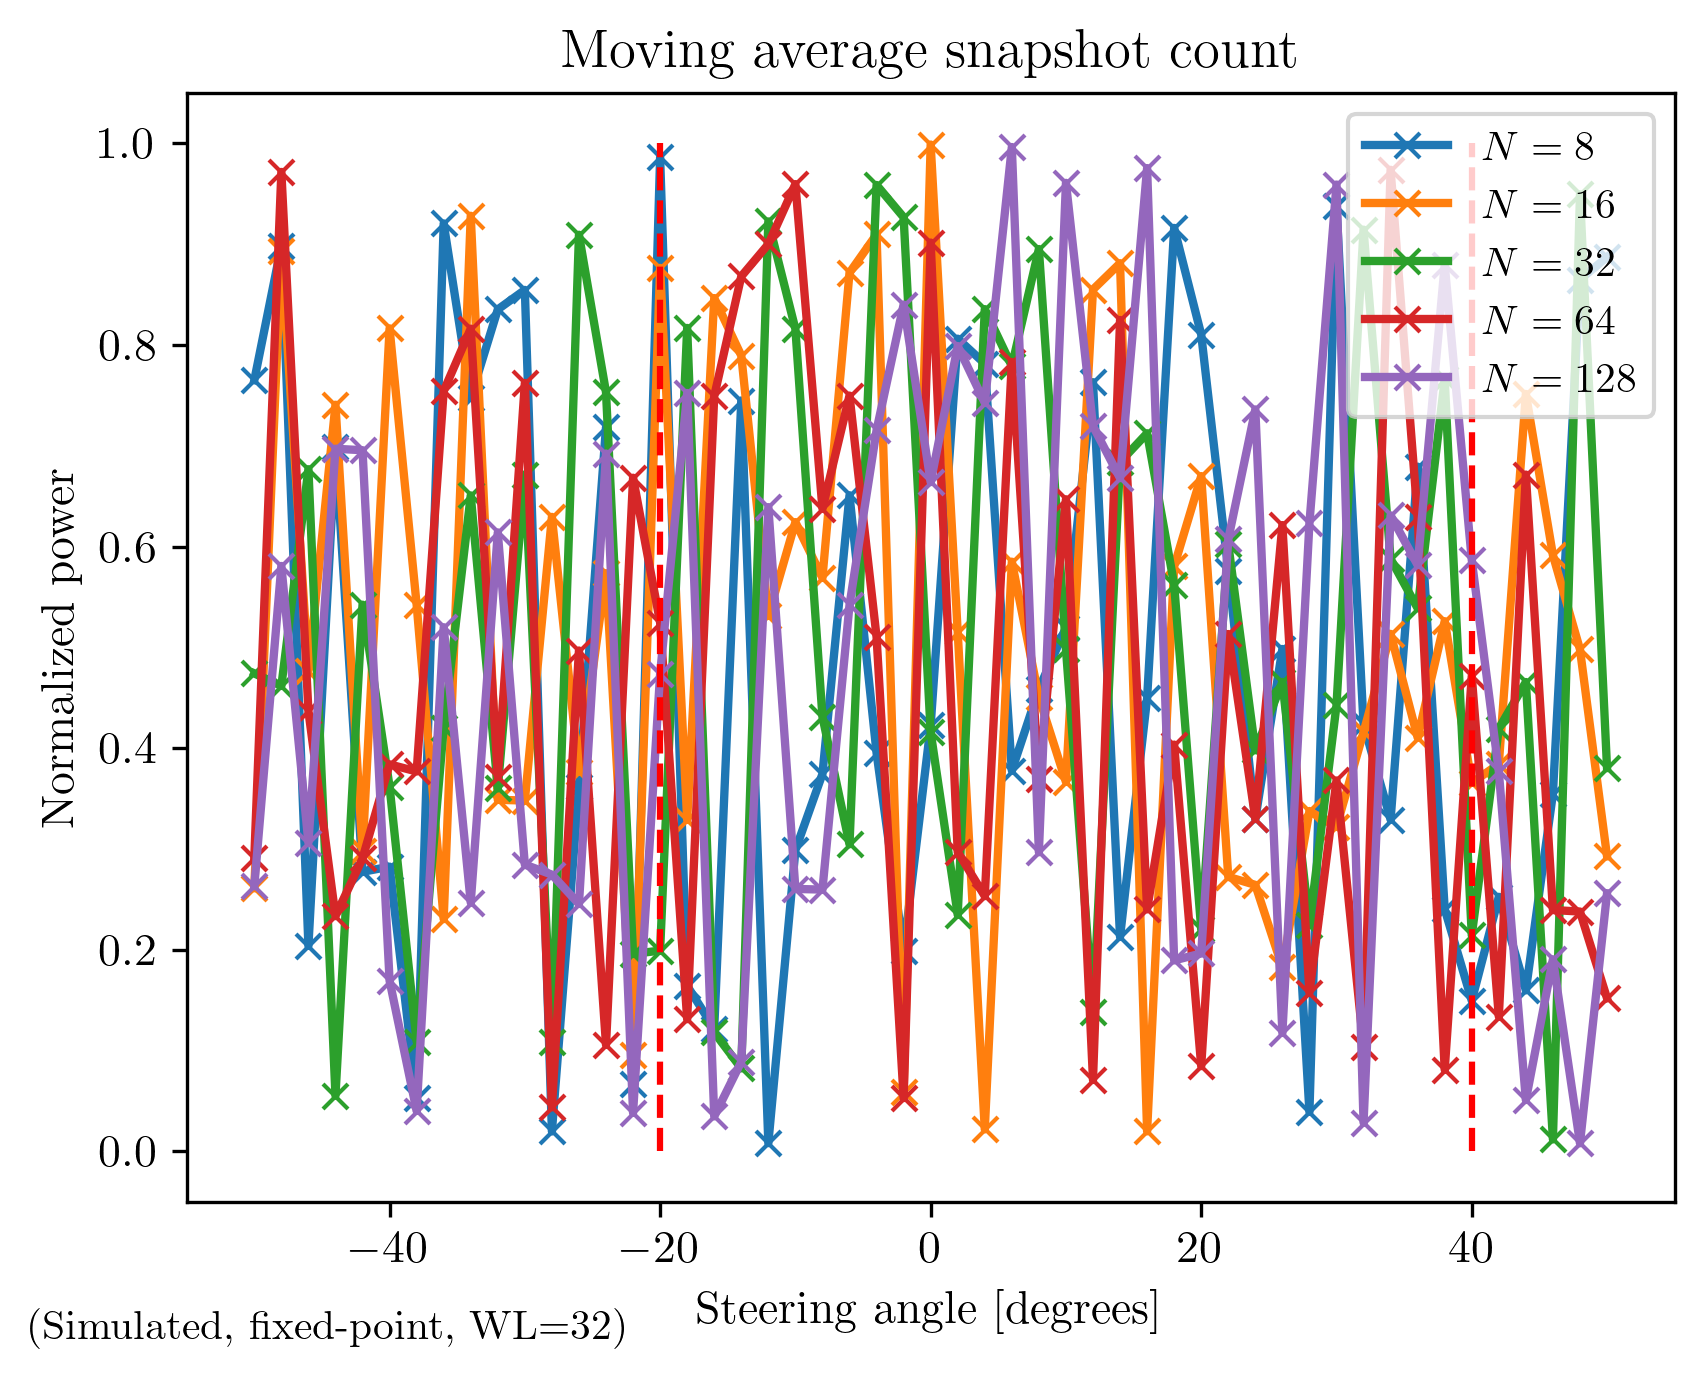 Moving average snapshot count
1.0
0.8
0.6
0.4
0.2
0.0
Normalized power
N = 8
N = 16
N = 32
N = 64
N = 128
−40
−20
0
20
40
Steering angle [degrees]
(Simulated, fixed-point, WL=32)